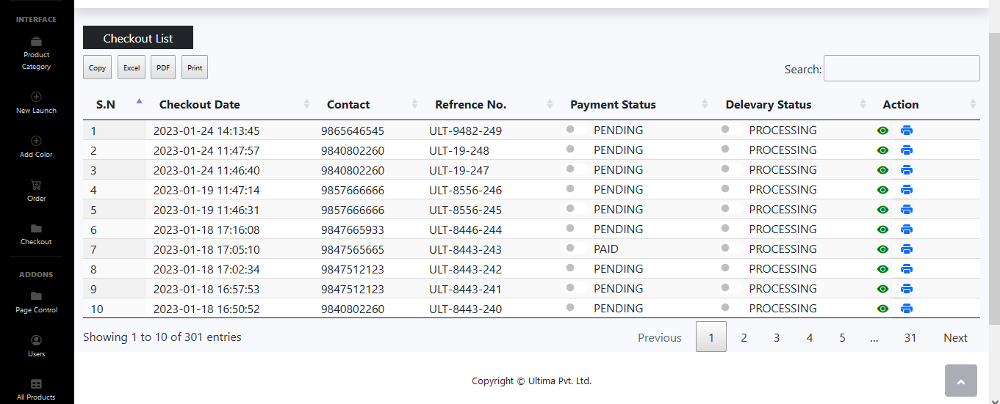 INTERFACE
Product
Category
New Launch
Add Color
Order
Checkout
ADDONS
Page Control
Users
All Products
Checkout List
Copy Excel PDF Print
Search:
S.N Checkout Date Contact Refrence No. Payment Status Delevary Status Action
1 2023-01-24 14:13:45 9865646545 ULT-9482-249 PENDING PROCESSING
2 2023-01-24 11:47:57 9840802260 ULT-19-248 PENDING PROCESSING
3 2023-01-24 11:46:40 9840802260 ULT-19-247 PENDING PROCESSING
4 2023-01-19 11:47:14 9857666666 ULT-8556-246 PENDING PROCESSING
5 2023-01-19 11:46:31 9857666666 ULT-8556-245 PENDING PROCESSING
6 2023-01-18 17:16:08 9847665933 ULT-8446-244 PENDING PROCESSING
7 2023-01-18 17:05:10 9847565665 ULT-8443-243 PAID PROCESSING
8 2023-01-18 17:02:34 9847512123 ULT-8443-242 PENDING PROCESSING
9 2023-01-18 16:57:53 9847512123 ULT-8443-241 PENDING PROCESSING
10 2023-01-18 16:50:52 9840802260 ULT-8443-240 PENDING PROCESSING
Showing 1 to 10 of 301 entries
Previous 1 2 3 4 5 … 31 Next
Copyright © Ultima Pvt. Ltd.